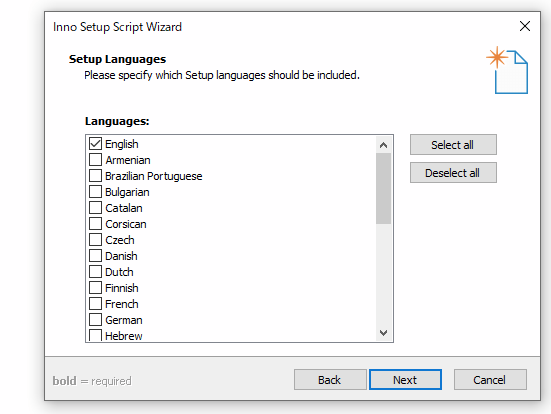 Inno Setup Script Wizard
Setup Languages
Please specify which Setup languages should be included.
Languages:
English
Armenian
Brazilian Portuguese
Bulgarian
Catalan
Corsican
Czech
Danish
Dutch
Finnish
French
German
Hebrew
Select all
Deselect all
bold = required
Back
Next
Cancel